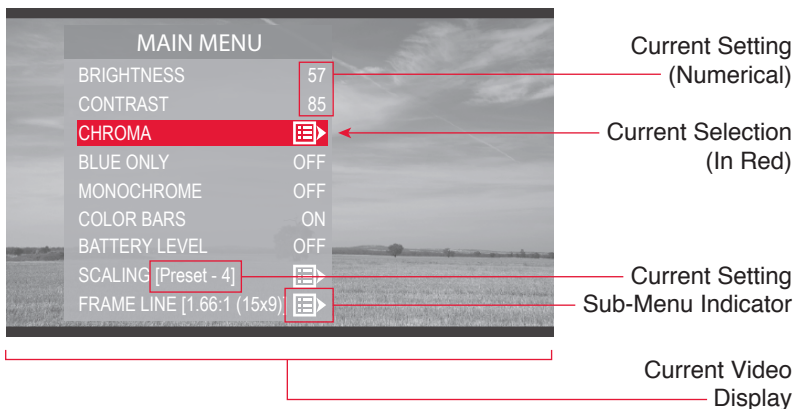 MAIN MENU
BRIGHTNESS 57
CONTRAST 85
CHROMA
BLUE ONLY OFF
MONOCHROME OFF
COLOR BARS ON
BATTERY LEVEL OFF
SCALING [Preset - 4]
FRAME LINE [1.66:1 (15x9)]
Current Setting
(Numerical)
Current Selection
(In Red)
Current Setting
Sub-Menu Indicator
Current Video
Display